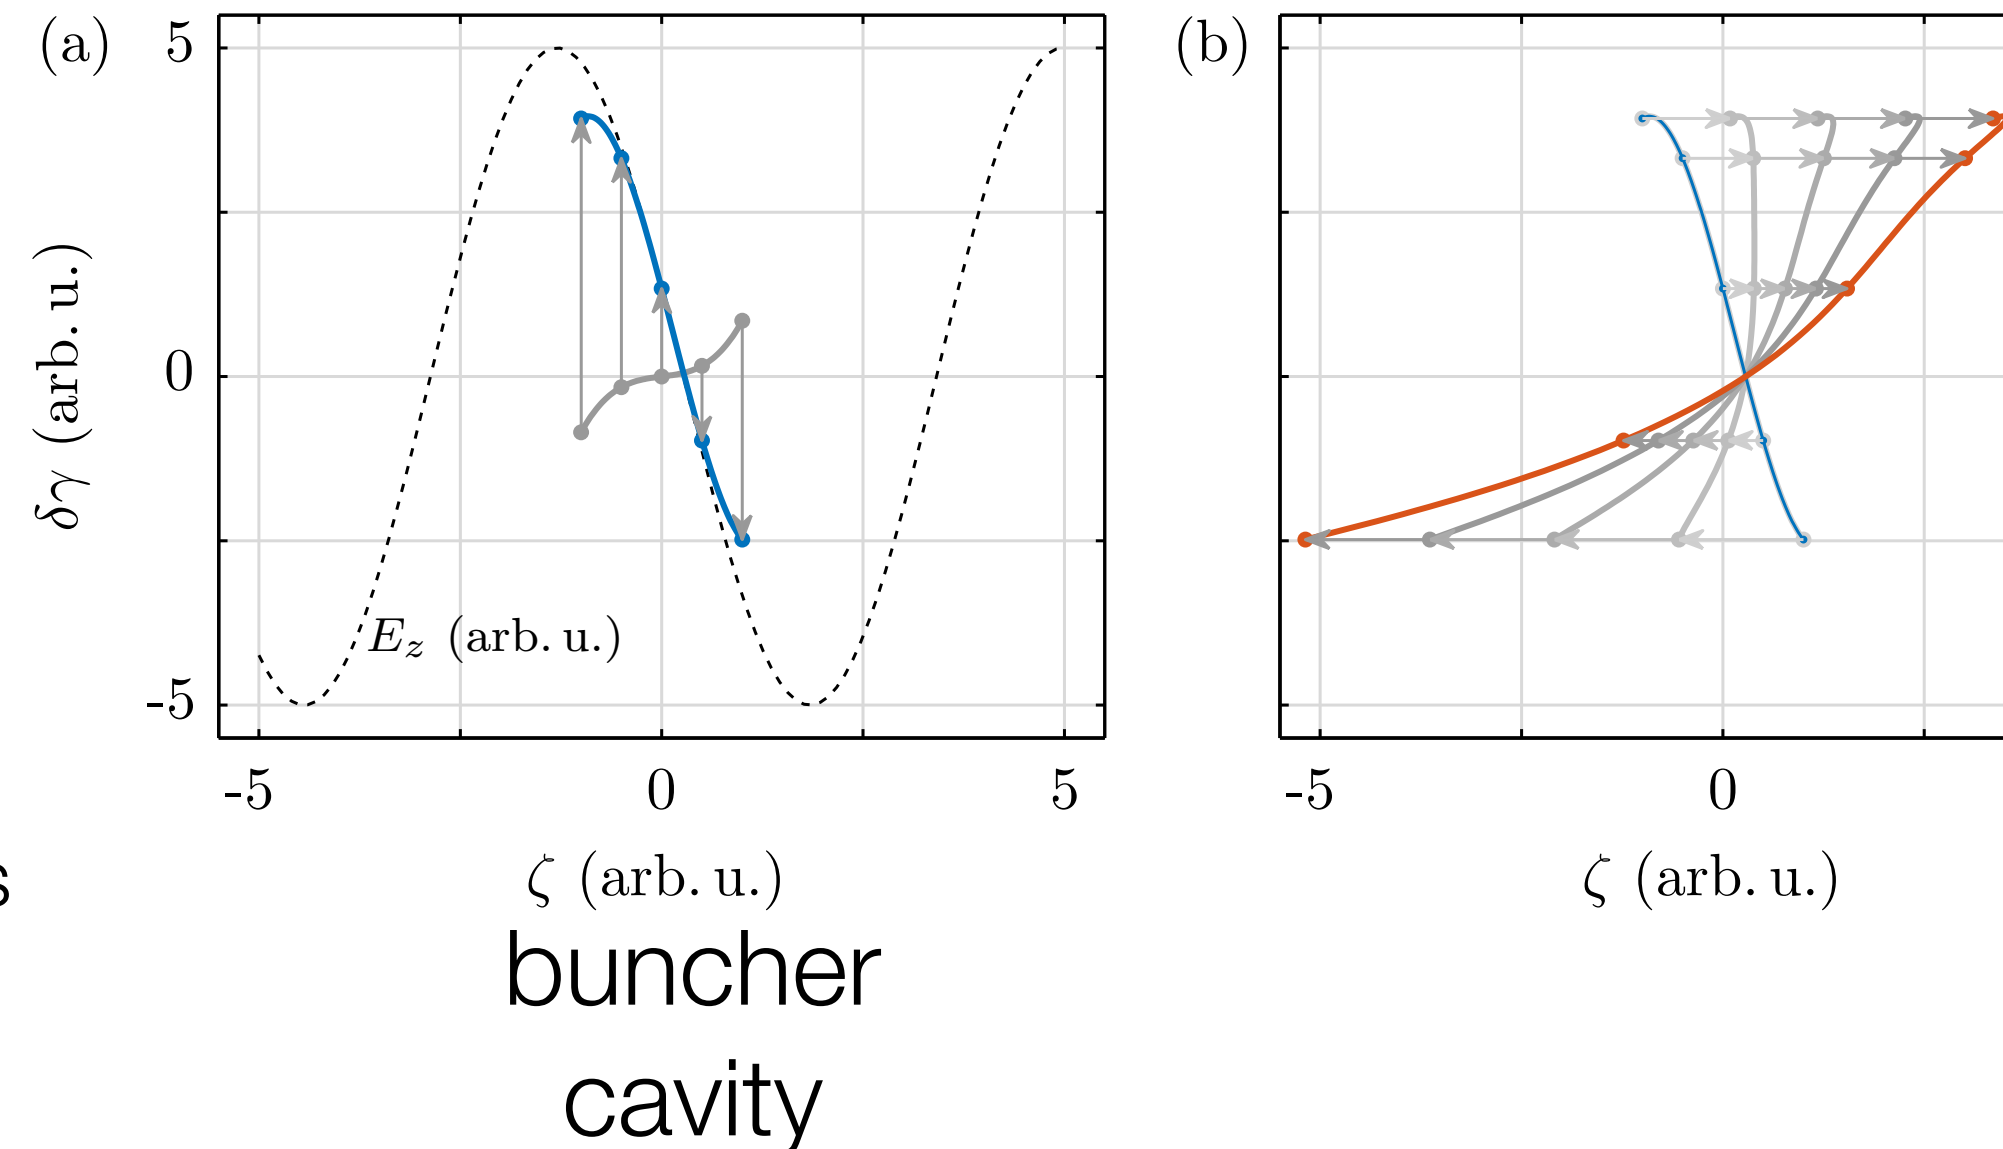 (a)
5
0
-5
δγ (arb. u.)
E_z (arb. u.)
-5 0 5
ζ (arb. u.)
(b)
-5 0
ζ (arb. u.)
s
buncher
cavity